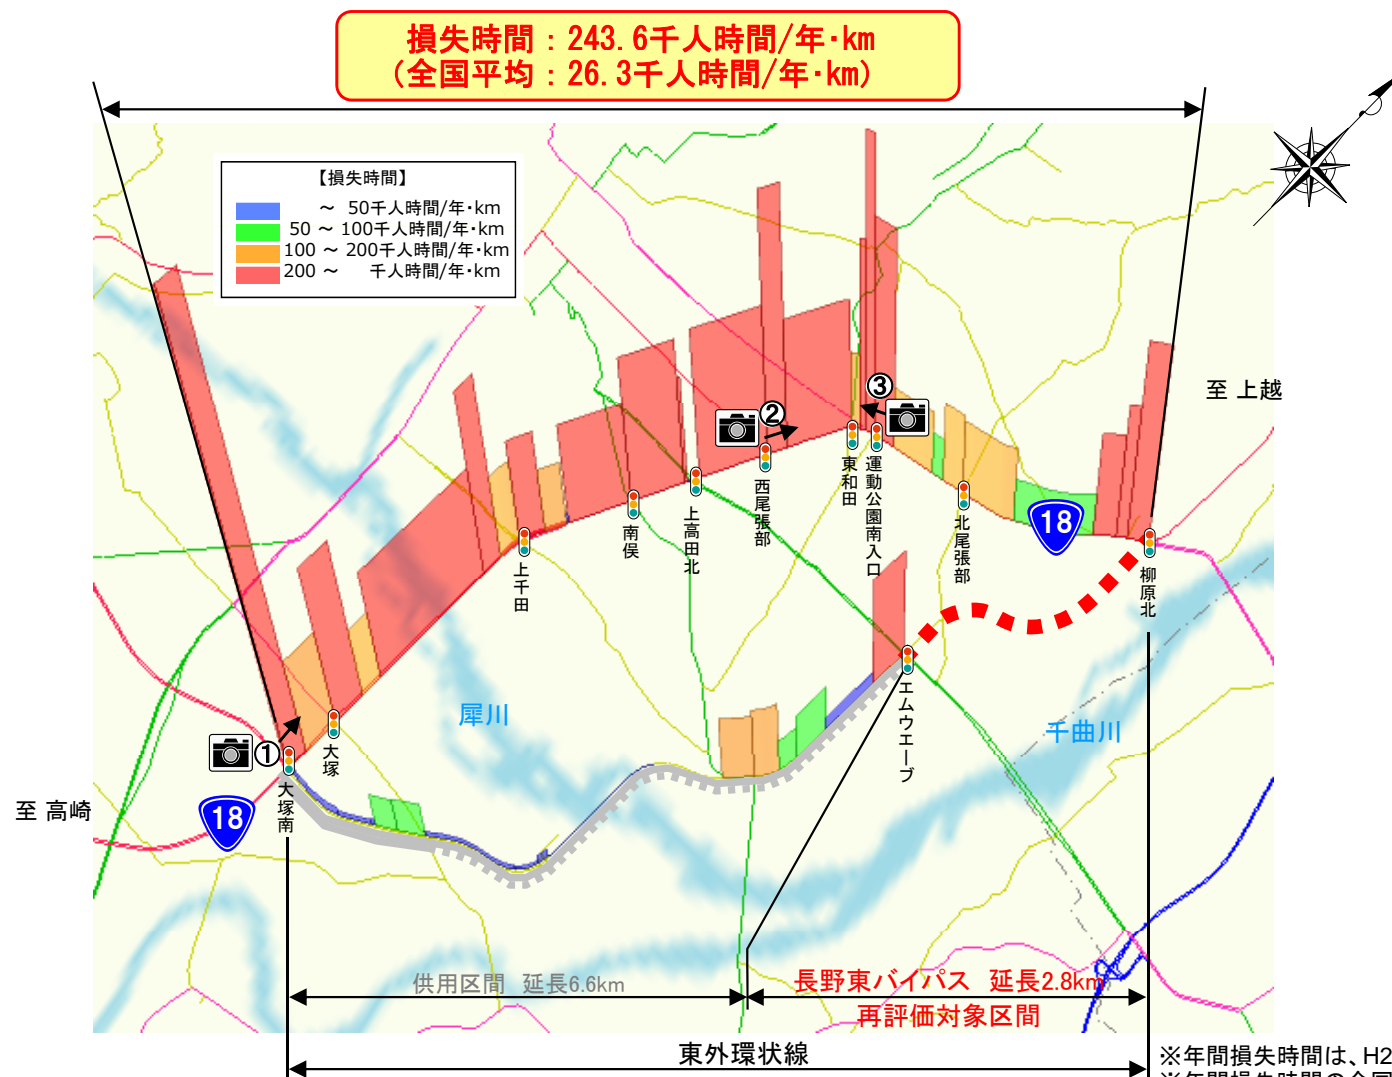 損失時間：243.6千人時間/年･km
（全国平均：26.3千人時間/年･km）
【損失時間】
～ 50千人時間/年･km
50 ～ 100千人時間/年･km
100 ～ 200千人時間/年･km
200 ～ 千人時間/年･km
至 上越
③
②
東和田
運動公園南入口
西尾張部
上高田北
南俣
上千田
北尾張部
18
柳原北
エムウエーブ
犀川
千曲川
①
大塚
大塚南
至 高崎
18
供用区間 延長6.6km
長野東バイパス 延長2.8km
再評価対象区間
東外環状線
※年間損失時間は、H2